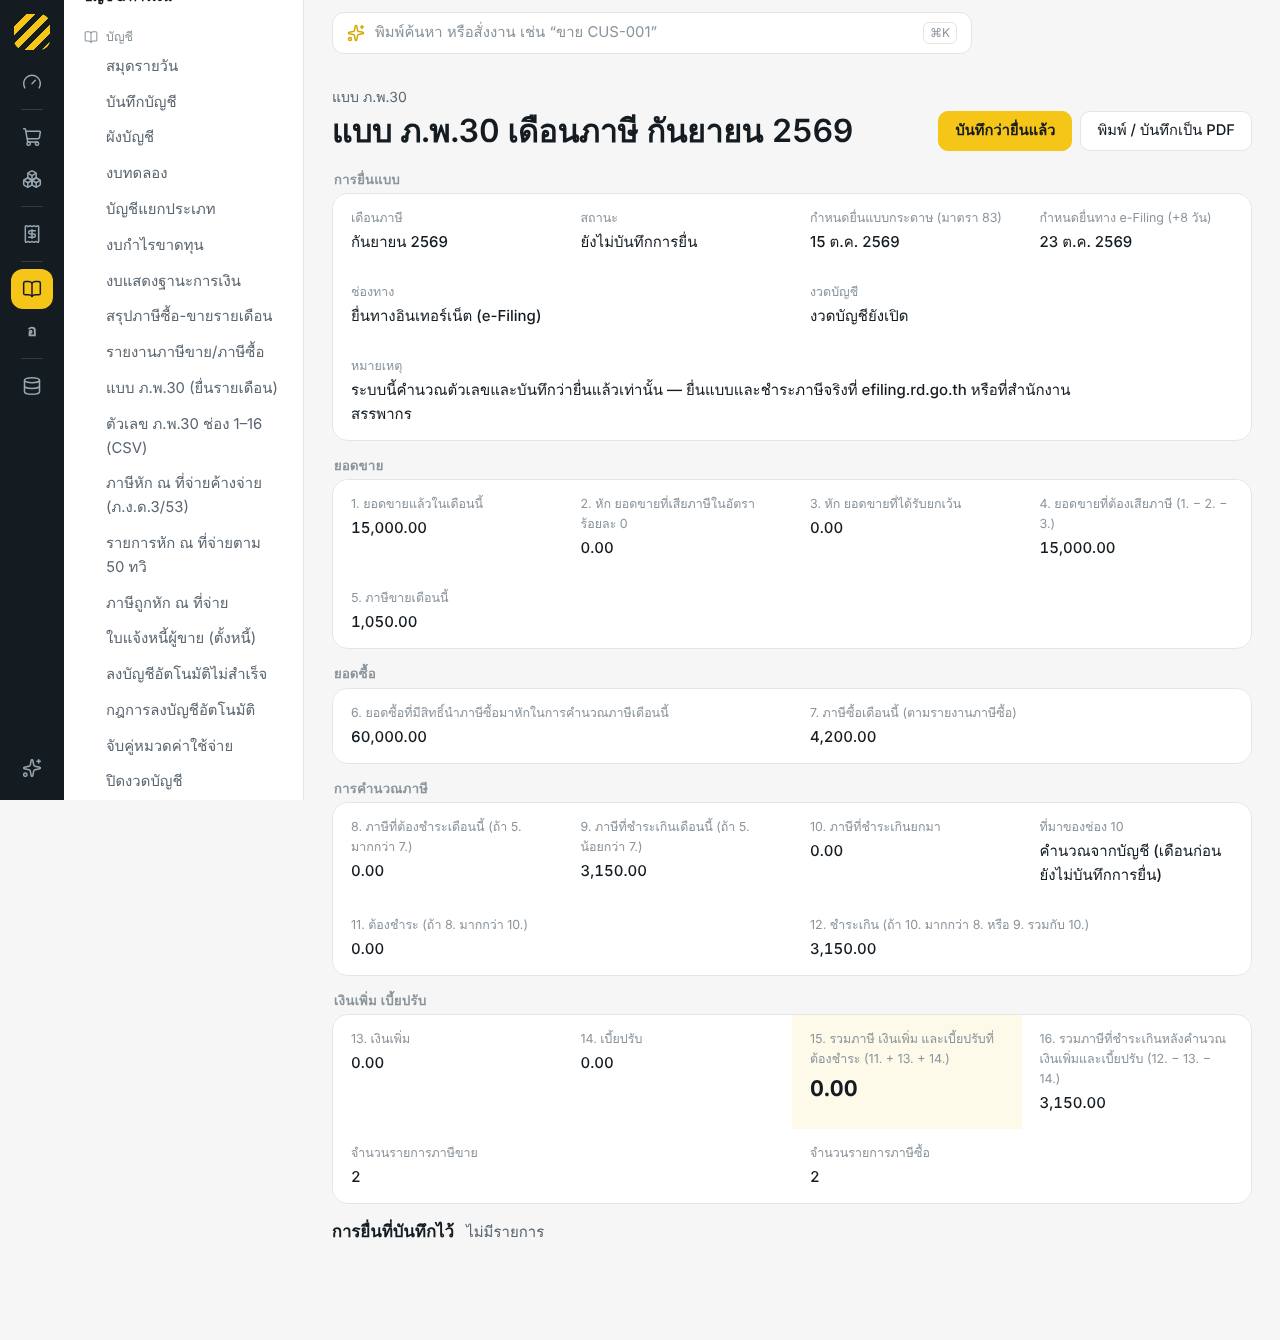 บัญชี
สมุดรายวัน
บันทึกบัญชี
ผังบัญชี
งบทดลอง
บัญชีแยกประเภท
งบกำไรขาดทุน
งบแสดงฐานะการเงิน
สรุปภาษีซื้อ-ขายรายเดือน
รายงานภาษีขาย/ภาษีซื้อ
แบบ ภ.พ.30 (ยื่นรายเดือน)
ตัวเลข ภ.พ.30 ช่อง 1–16
(CSV)
ภาษีหัก ณ ที่จ่ายค้างจ่าย
(ภ.ง.ด.3/53)
รายการหัก ณ ที่จ่ายตาม
50 ทวิ
ภาษีถูกหัก ณ ที่จ่าย
ใบแจ้งหนี้ผู้ขาย (ตั้งหนี้)
ลงบัญชีอัตโนมัติไม่สำเร็จ
กฎการลงบัญชีอัตโนมัติ
จับคู่หมวดค่าใช้จ่าย
ปิดงวดบัญชี
อ
พิมพ์ค้นหา หรือสั่งงาน เช่น “ขาย CUS-001”
⌘K
แบบ ภ.พ.30
แบบ ภ.พ.30 เดือนภาษี กันยายน 2569
บันทึกว่ายื่นแล้ว
พิมพ์ / บันทึกเป็น PDF
การยื่นแบบ
เดือนภาษี
กันยายน 2569
สถานะ
ยังไม่บันทึกการยื่น
กำหนดยื่นแบบกระดาษ (มาตรา 83)
15 ต.ค. 2569
กำหนดยื่นทาง e-Filing (+8 วัน)
23 ต.ค. 2569
ช่องทาง
ยื่นทางอินเทอร์เน็ต (e-Filing)
งวดบัญชี
งวดบัญชียังเปิด
หมายเหตุ
ระบบนี้คำนวณตัวเลขและบันทึกว่ายื่นแล้วเท่านั้น — ยื่นแบบและชำระภาษีจริงที่ efiling.rd.go.th หรือที่สำนักงาน
สรรพากร
ยอดขาย
1. ยอดขายแล้วในเดือนนี้
15,000.00
2. หัก ยอดขายที่เสียภาษีในอัตรา
ร้อยละ 0
0.00
3. หัก ยอดขายที่ได้รับยกเว้น
0.00
4. ยอดขายที่ต้องเสียภาษี (1. − 2. −
3.)
15,000.00
5. ภาษีขายเดือนนี้
1,050.00
ยอดซื้อ
6. ยอดซื้อที่มีสิทธิ์นำภาษีซื้อมาหักในการคำนวณภาษีเดือนนี้
60,000.00
7. ภาษีซื้อเดือนนี้ (ตามรายงานภาษีซื้อ)
4,200.00
การคำนวณภาษี
8. ภาษีที่ต้องชำระเดือนนี้ (ถ้า 5.
มากกว่า 7.)
0.00
9. ภาษีที่ชำระเกินเดือนนี้ (ถ้า 5.
น้อยกว่า 7.)
3,150.00
10. ภาษีที่ชำระเกินยกมา
0.00
ที่มาของช่อง 10
คำนวณจากบัญชี (เดือนก่อน
ยังไม่บันทึกการยื่น)
11. ต้องชำระ (ถ้า 8. มากกว่า 10.)
0.00
12. ชำระเกิน (ถ้า 10. มากกว่า 8. หรือ 9. รวมกับ 10.)
3,150.00
เงินเพิ่ม เบี้ยปรับ
13. เงินเพิ่ม
0.00
14. เบี้ยปรับ
0.00
15. รวมภาษี เงินเพิ่ม และเบี้ยปรับที่
ต้องชำระ (11. + 13. + 14.)
0.00
16. รวมภาษีที่ชำระเกินหลังคำนวณ
เงินเพิ่มและเบี้ยปรับ (12. − 13. −
14.)
3,150.00
จำนวนรายการภาษีขาย
2
จำนวนรายการภาษีซื้อ
2
การยื่นที่บันทึกไว้ ไม่มีรายการ